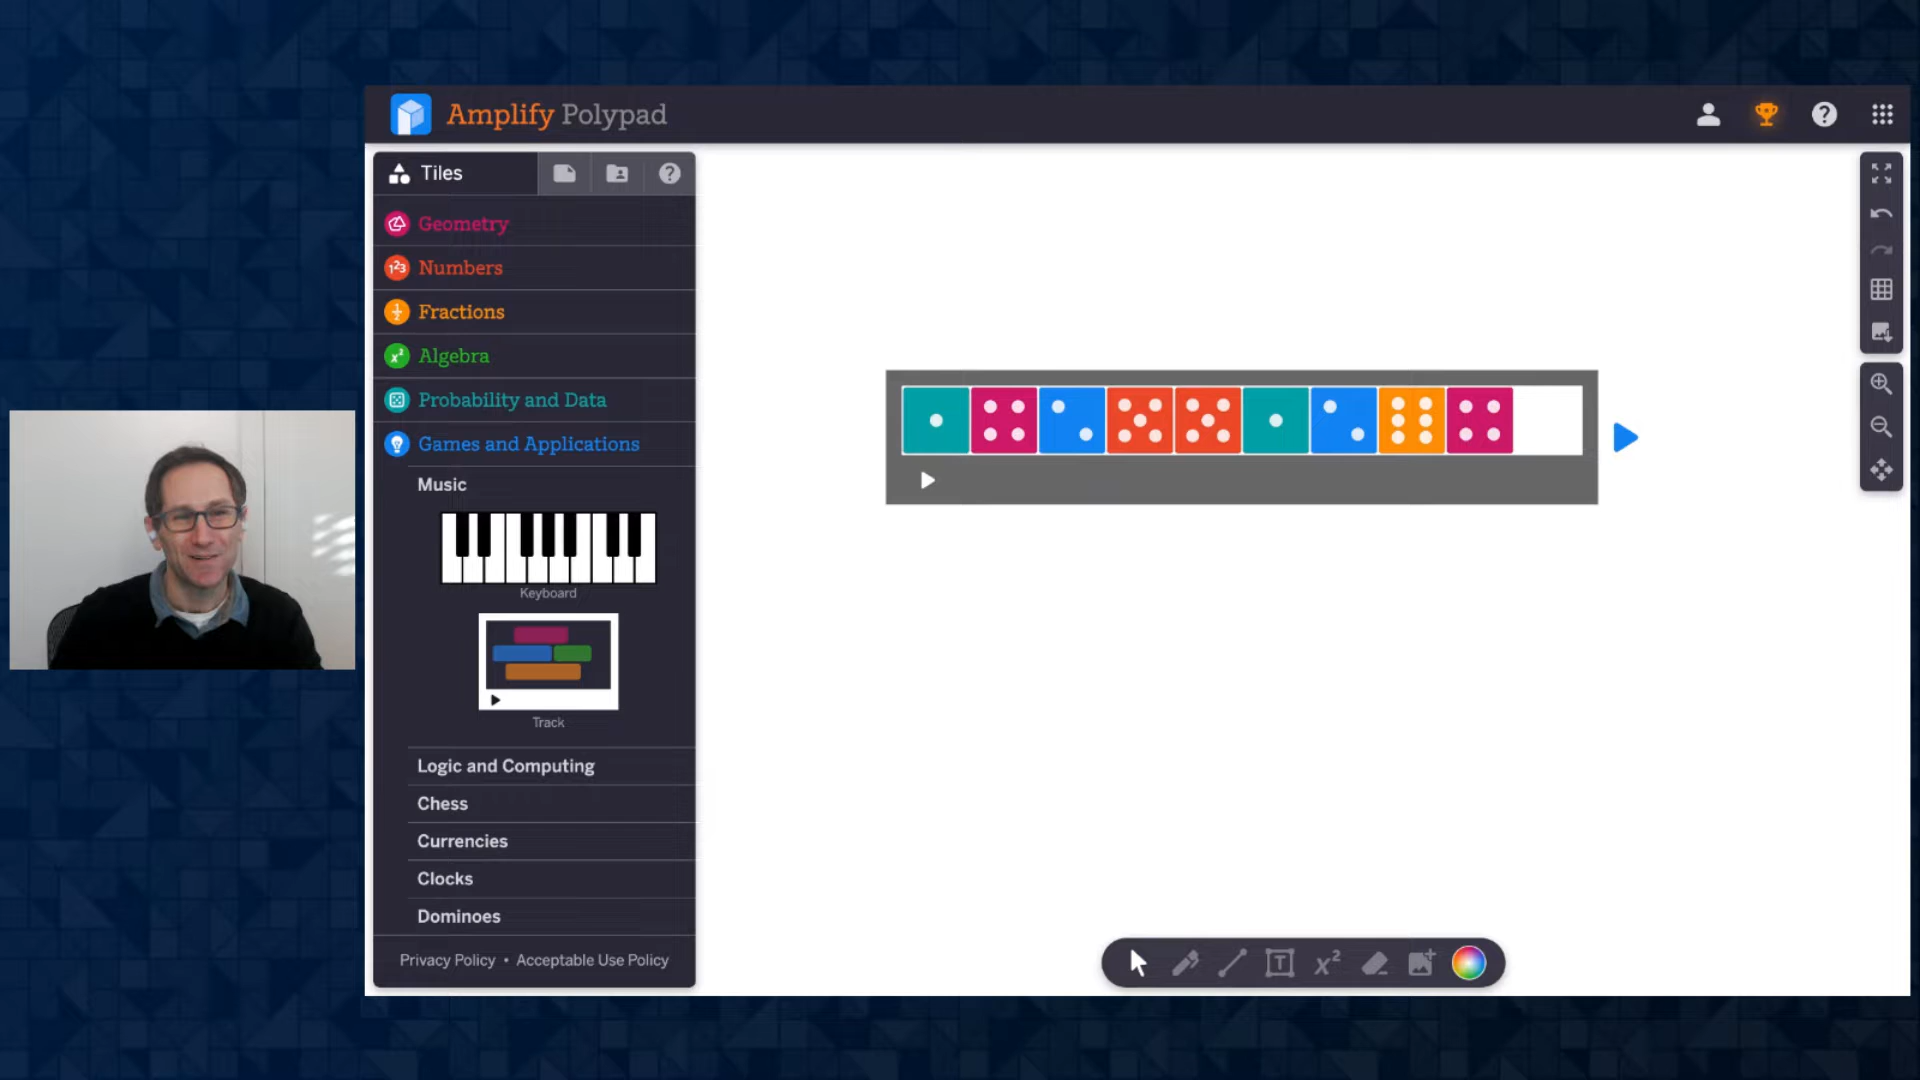 Amplify Polypad
Tiles
Geometry
Numbers
Fractions
Algebra
Probability and Data
Games and Applications
Music
Keyboard
Track
Logic and Computing
Chess
Currencies
Clocks
Dominoes
Privacy Policy • Acceptable Use Policy